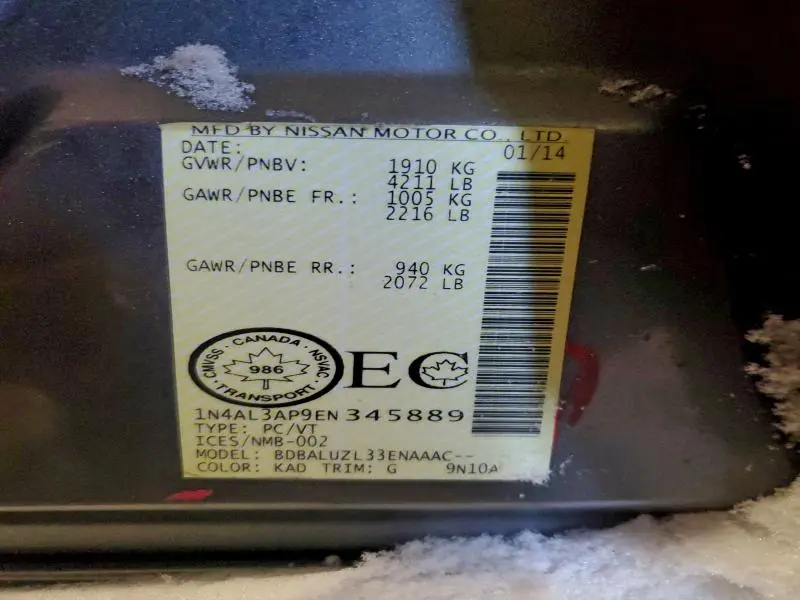 MFD BY NISSAN MOTOR CO., LTD.
DATE: 01/14
GVWR/PNBV: 1910 KG
4211 LB
GAWR/PNBE FR.: 1005 KG
2216 LB
GAWR/PNBE RR.: 940 KG
2072 LB
CMVSS · CANADA · NSVAC
986
· TRANSPORT ·
EC
1N4AL3AP9EN345889
TYPE: PC/VT
ICES/NMB-002
MODEL: BDBALUZL33ENAAAC--
COLOR: KAD TRIM: G 9N10A